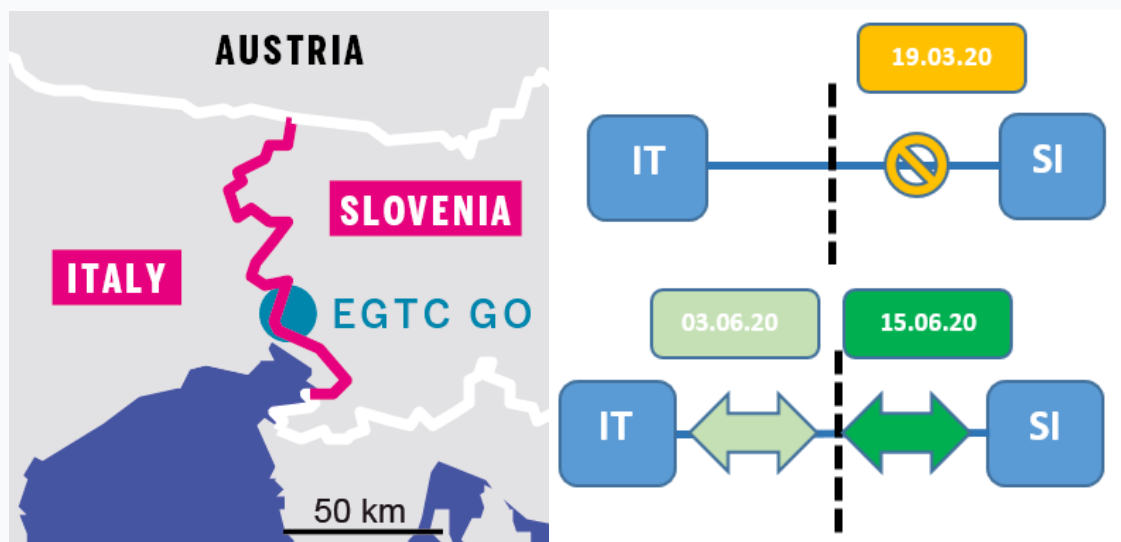 AUSTRIA
SLOVENIA
ITALY
EGTC GO
50 km
19.03.20
IT
SI
03.06.20
15.06.20
IT
SI